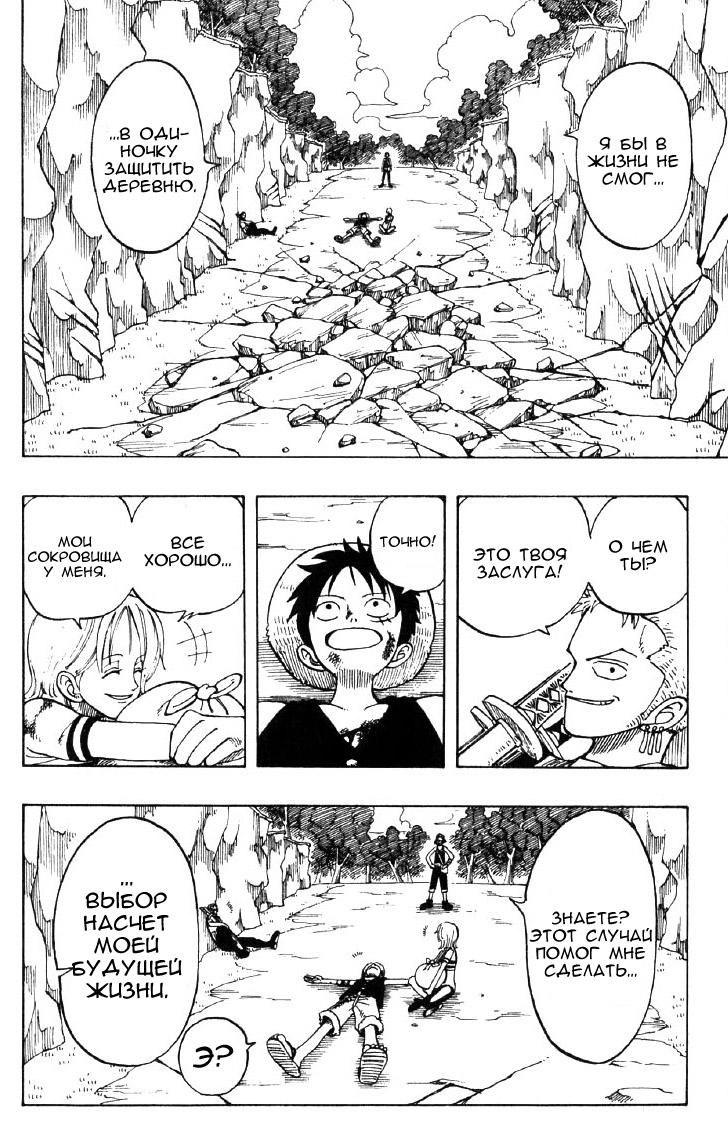 Я БЫ В
ЖИЗНИ НЕ
СМОГ...
...В ОДИ-
НОЧКУ
ЗАЩИТИТЬ
ДЕРЕВНЮ.
О ЧЕМ
ТЫ?
ЭТО ТВОЯ
ЗАСЛУГА!
ТОЧНО!
ВСЕ
ХОРОШО...
МОИ
СОКРОВИЩА
У МЕНЯ.
ЗНАЕТЕ?
ЭТОТ СЛУЧАЙ
ПОМОГ МНЕ
СДЕЛАТЬ...
...
ВЫБОР
НАСЧЕТ
МОЕЙ
БУДУЩЕЙ
ЖИЗНИ.
Э?